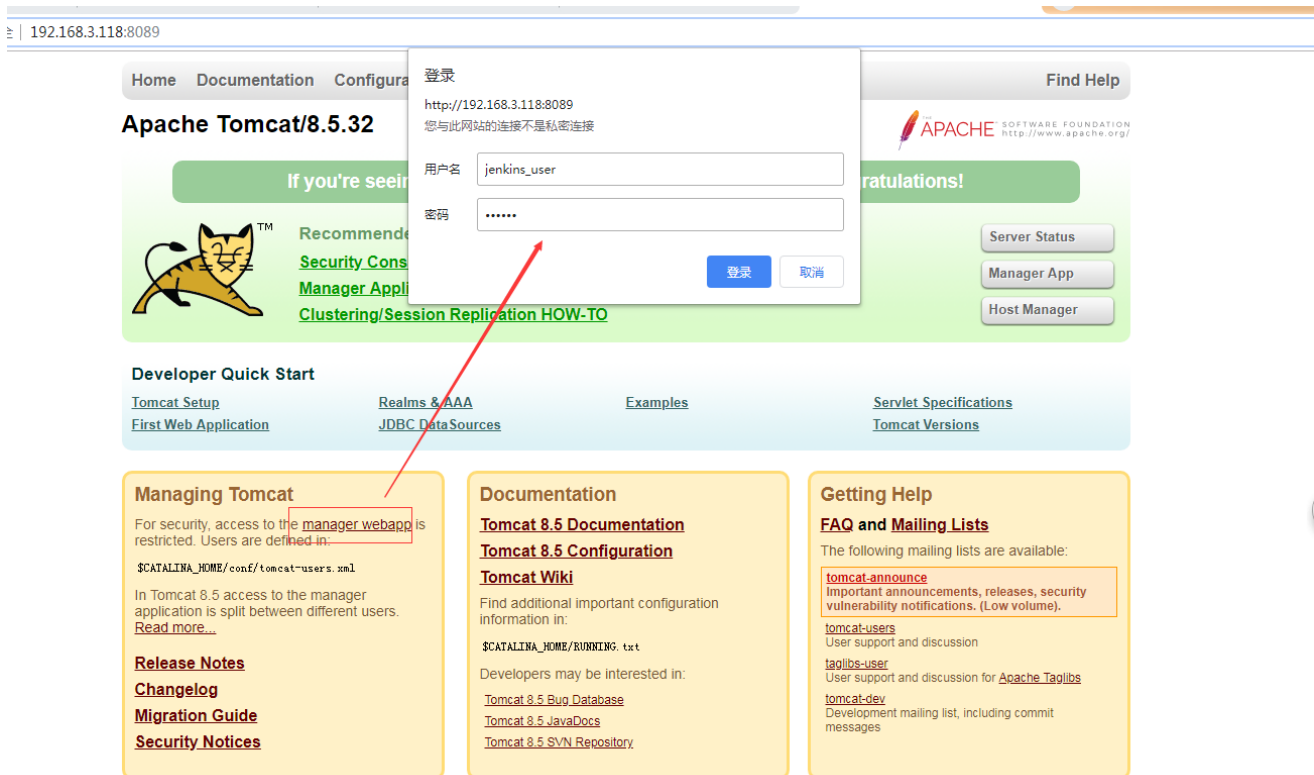 192.168.3.118:8089
登录
http://192.168.3.118:8089
您与此网站的连接不是私密连接
用户名 jenkins_user
密码 ••••••
登录 取消
Home Documentation Configura Find Help
Apache Tomcat/8.5.32
THE APACHE SOFTWARE FOUNDATION
http://www.apache.org/
If you're seein ratulations!
TM
Recommende
Security Cons
Manager Appli
Clustering/Session Replication HOW-TO
Server Status
Manager App
Host Manager
Developer Quick Start
Tomcat Setup
First Web Application
Realms & AAA
JDBC DataSources
Examples
Servlet Specifications
Tomcat Versions
Managing Tomcat
For security, access to the manager webapp is
restricted. Users are defined in:
$CATALINA_HOME/conf/tomcat-users.xml
In Tomcat 8.5 access to the manager
application is split between different users.
Read more...
Release Notes
Changelog
Migration Guide
Security Notices
Documentation
Tomcat 8.5 Documentation
Tomcat 8.5 Configuration
Tomcat Wiki
Find additional important configuration
information in:
$CATALINA_HOME/RUNNING.txt
Developers may be interested in:
Tomcat 8.5 Bug Database
Tomcat 8.5 JavaDocs
Tomcat 8.5 SVN Repository
Getting Help
FAQ and Mailing Lists
The following mailing lists are available:
tomcat-announce
Important announcements, releases, security
vulnerability notifications. (Low volume).
tomcat-users
User support and discussion
taglibs-user
User support and discussion for Apache Taglibs
tomcat-dev
Development mailing list, including commit
messages